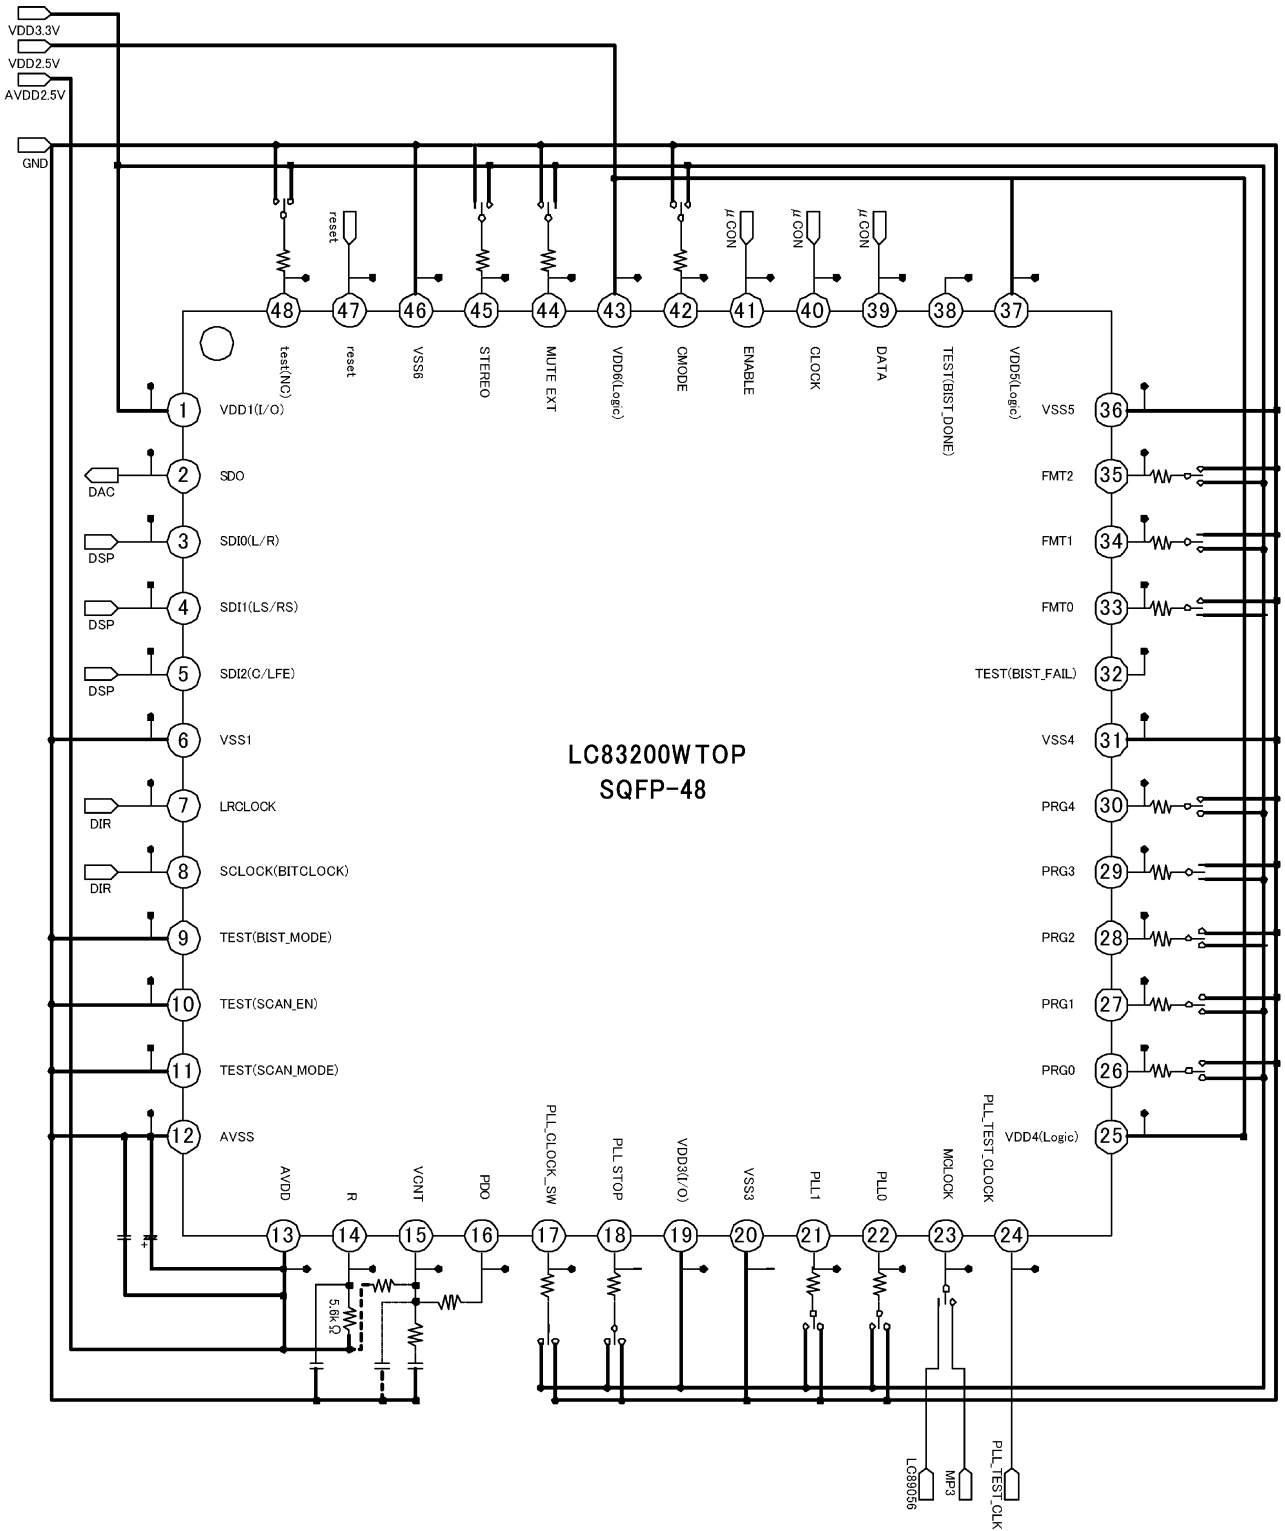 VDD3.3V
VDD2.5V
AVDD2.5V
GND
reset
μCON
μCON
μCON
48
47
46
45
44
43
42
41
40
39
38
37
test(NC)
reset
VSS6
STEREO
MUTE EXT
VDD6(Logic)
CMODE
ENABLE
CLOCK
DATA
TEST(BIST_DONE)
VDD5(Logic)
1
VDD1(I/O)
DAC
2
SDO
DSP
3
SDI0(L/R)
DSP
4
SDI1(LS/RS)
DSP
5
SDI2(C/LFE)
6
VSS1
DIR
7
LRCLOCK
DIR
8
SCLOCK(BITCLOCK)
9
TEST(BIST_MODE)
10
TEST(SCAN_EN)
11
TEST(SCAN_MODE)
12
AVSS
VSS5
36
FMT2
35
FMT1
34
FMT0
33
TEST(BIST_FAIL)
32
VSS4
31
PRG4
30
PRG3
29
PRG2
28
PRG1
27
PRG0
26
VDD4(Logic)
25
LC83200W TOP
SQFP-48
AVDD
R
VCNT
PDO
PLL_CLOCK_SW
PLL STOP
VDD3(I/O)
VSS3
PLL1
PLL0
MCLOCK
PLL_TEST_CLOCK
13
14
15
16
17
18
19
20
21
22
23
24
+
5.6kΩ
LC89056
MP3
PLL_TEST_CLK